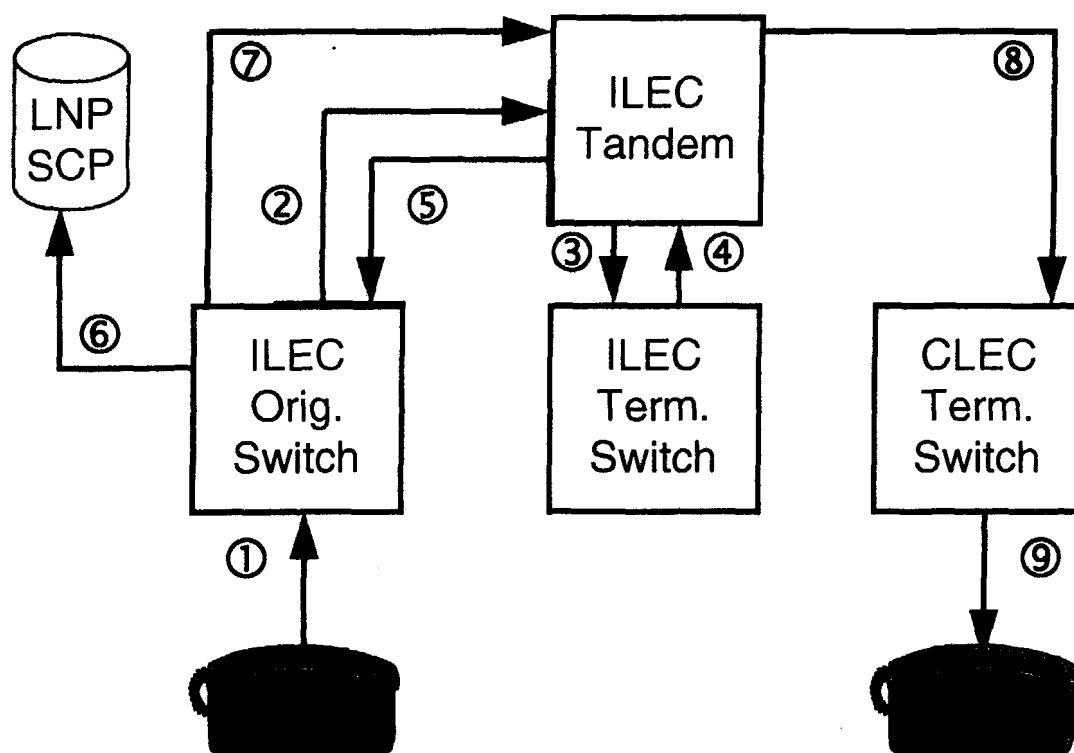 ⑦
⑧
LNP
SCP
ILEC
Tandem
②
⑤
③
④
⑥
ILEC
Orig.
Switch
ILEC
Term.
Switch
CLEC
Term.
Switch
①
⑨